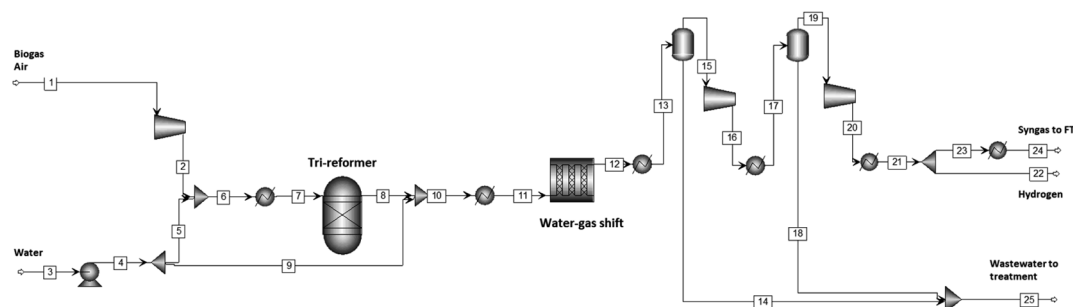 Biogas
Air
1
2
Water
3
4
5
6
7
Tri-reformer
8
9
10
11
Water-gas shift
12
13
14
15
16
17
18
19
20
21
23
24
Syngas to FT
22
Hydrogen
Wastewater to
treatment
25